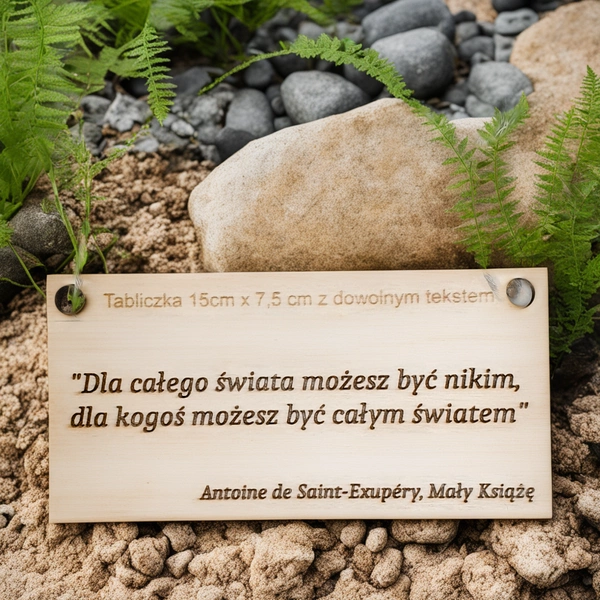 Tabliczka 15cm x 7,5 cm z dowolnym tekstem
"Dla całego świata możesz być nikim,
dla kogoś możesz być całym światem"
Antoine de Saint-Exupéry, Mały Książę